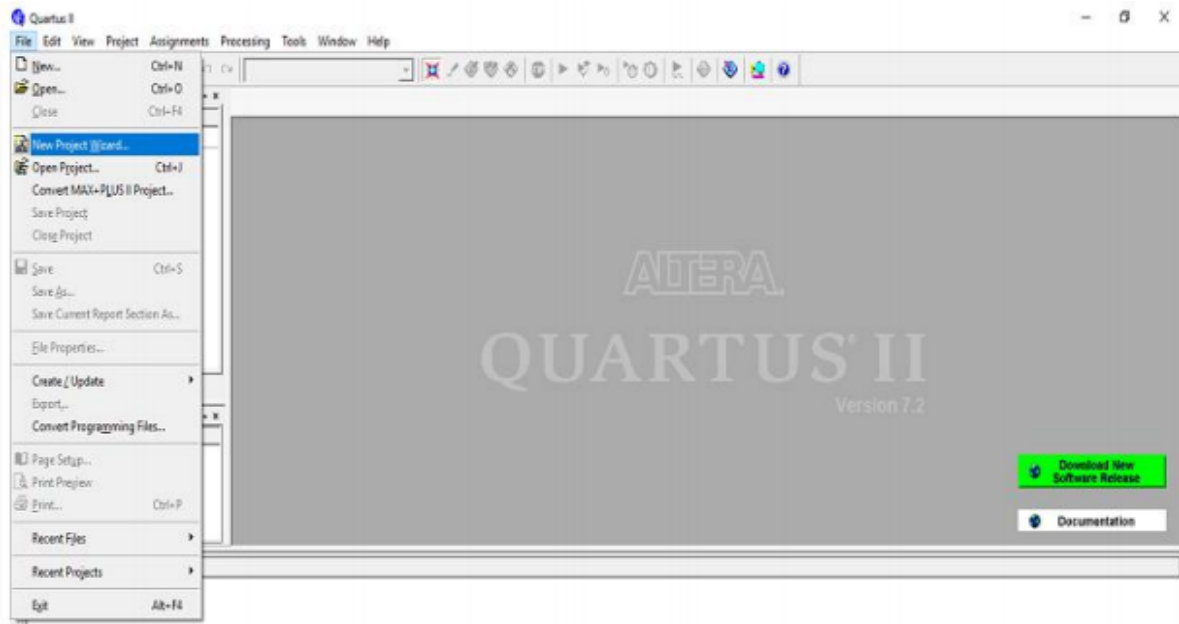 Quartus II
File Edit View Project Assignments Processing Tools Window Help
New... Ctrl+N
Open... Ctrl+O
Close Ctrl+F4
New Project Wizard...
Open Project... Ctrl+J
Convert MAX+PLUS II Project...
Save Project
Close Project
Save Ctrl+S
Save As...
Save Current Report Section As...
File Properties...
Create / Update
Export...
Convert Programming Files...
Page Setup...
Print Preview
Print... Ctrl+P
Recent Files
Recent Projects
Exit Alt+F4
ALTERA.
QUARTUS® II
Version 7.2
Download New
Software Release
Documentation